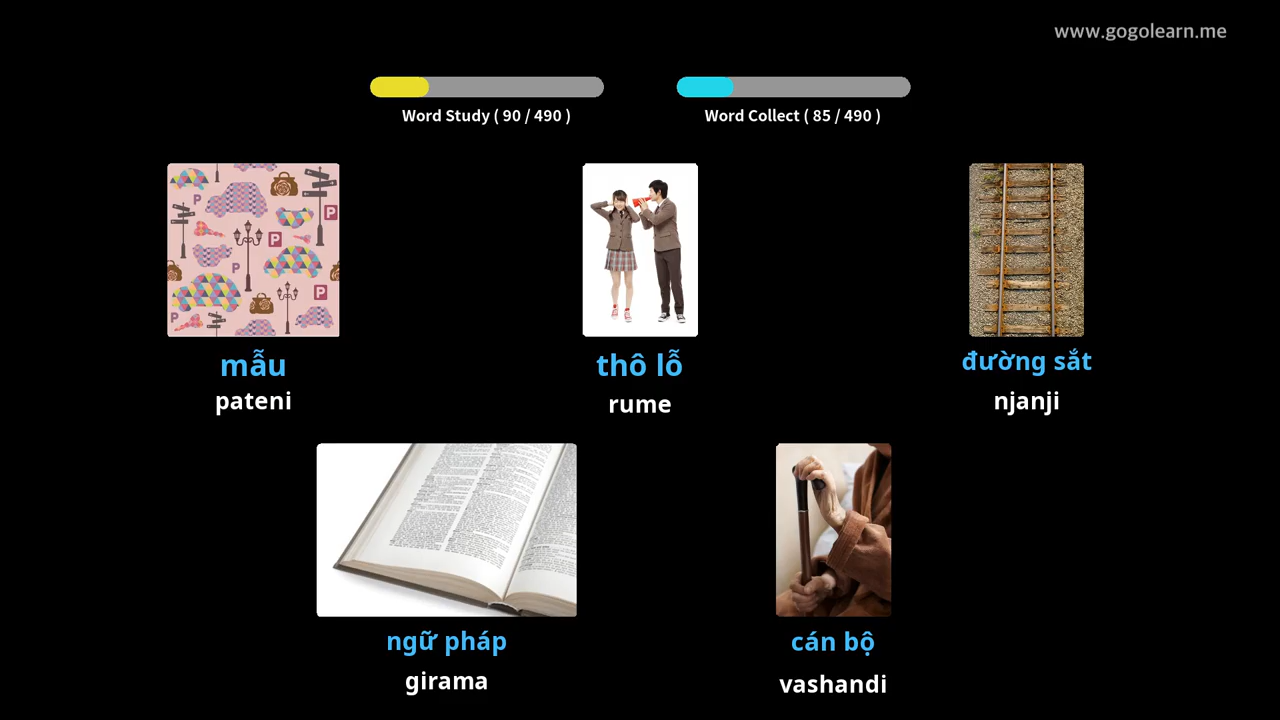 www.gogolearn.me
Word Study ( 90 / 490 )
Word Collect ( 85 / 490 )
P
P
P
P
P
P
mẫu
pateni
thô lỗ
rume
đường sắt
njanji
ngữ pháp
girama
cán bộ
vashandi